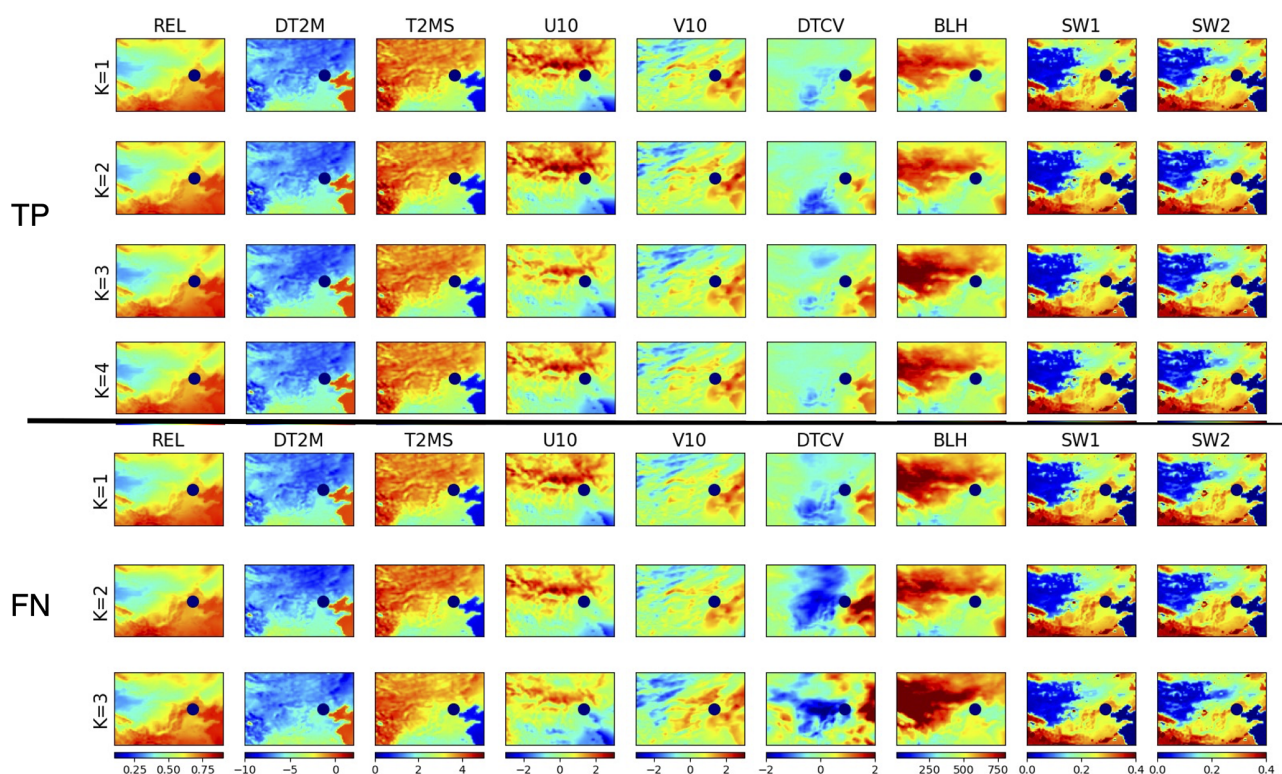 REL DT2M T2MS U10 V10 DTCV BLH SW1 SW2
K=1
K=2
TP
K=3
K=4
REL DT2M T2MS U10 V10 DTCV BLH SW1 SW2
K=1
K=2
FN
K=3
0.25 0.50 0.75 −10 −5 0 0 2 4 −2 0 2 −2 0 2 −2 0 2 250 500 750 0.0 0.2 0.4 0.0 0.2 0.4